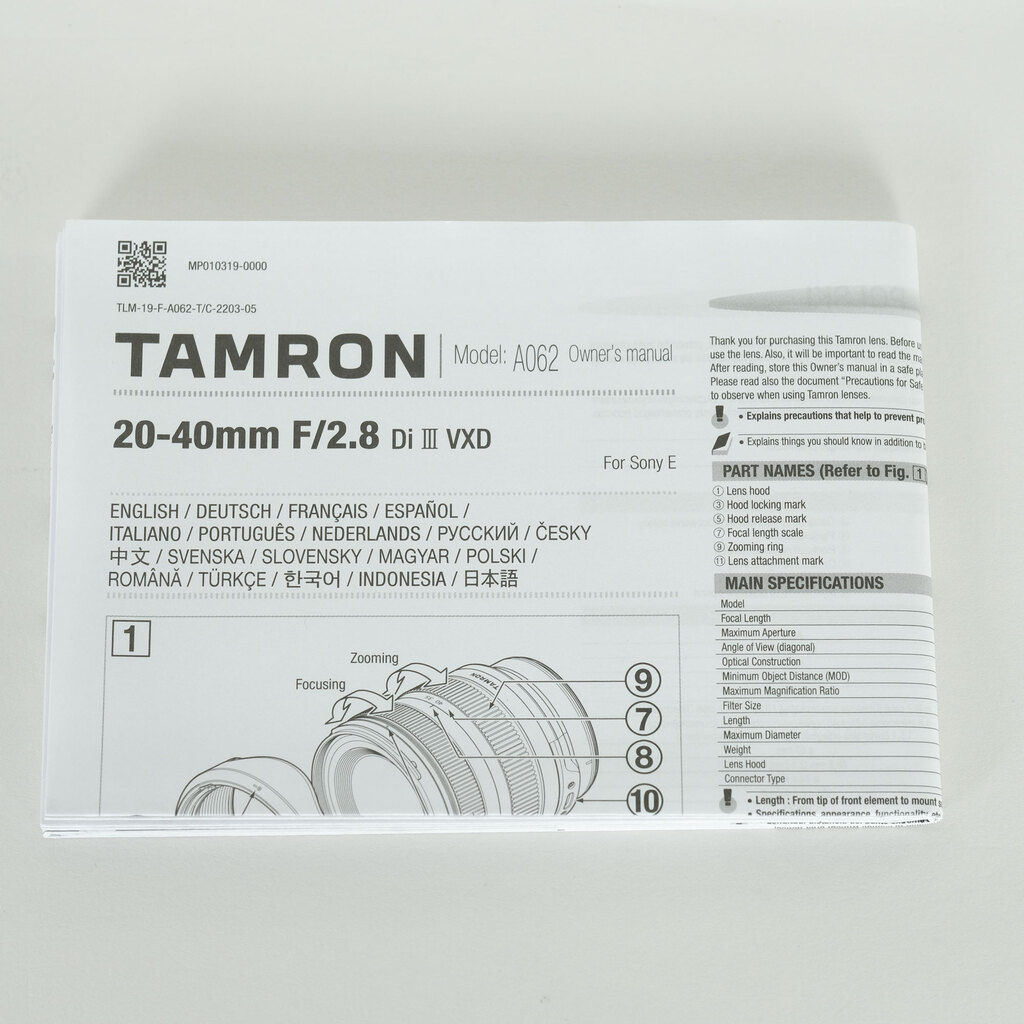 MP010319-0000
TLM-19-F-A062-T/C-2203-05
TAMRON Model: A062 Owner's manual
20-40mm F/2.8 Di III VXD
For Sony E
ENGLISH / DEUTSCH / FRANÇAIS / ESPAÑOL /
ITALIANO / PORTUGUÊS / NEDERLANDS / РУССКИЙ / ČESKY
中文 / SVENSKA / SLOVENSKY / MAGYAR / POLSKI /
ROMÂNĂ / TÜRKÇE / 한국어 / INDONESIA / 日本語
1
Zooming
Focusing
TAMRON
⑨
⑦
⑧
⑩
Thank you for purchasing this Tamron lens. Before
use the lens. Also, it will be important to read the
After reading, store this Owner's manual in a safe
Please read also the document "Precautions for
to observe when using Tamron lenses.
• Explains precautions that help to prevent
• Explains things you should know in addition to
PART NAMES (Refer to Fig. 1
① Lens hood
③ Hood locking mark
⑤ Hood release mark
⑦ Focal length scale
⑨ Zooming ring
⑪ Lens attachment mark
MAIN SPECIFICATIONS
Model
Focal Length
Maximum Aperture
Angle of View (diagonal)
Optical Construction
Minimum Object Distance (MOD)
Maximum Magnification Ratio
Filter Size
Length
Maximum Diameter
Weight
Lens Hood
Connector Type
• Length : From tip of front element to mount
• Specifications, appearance, functionality,